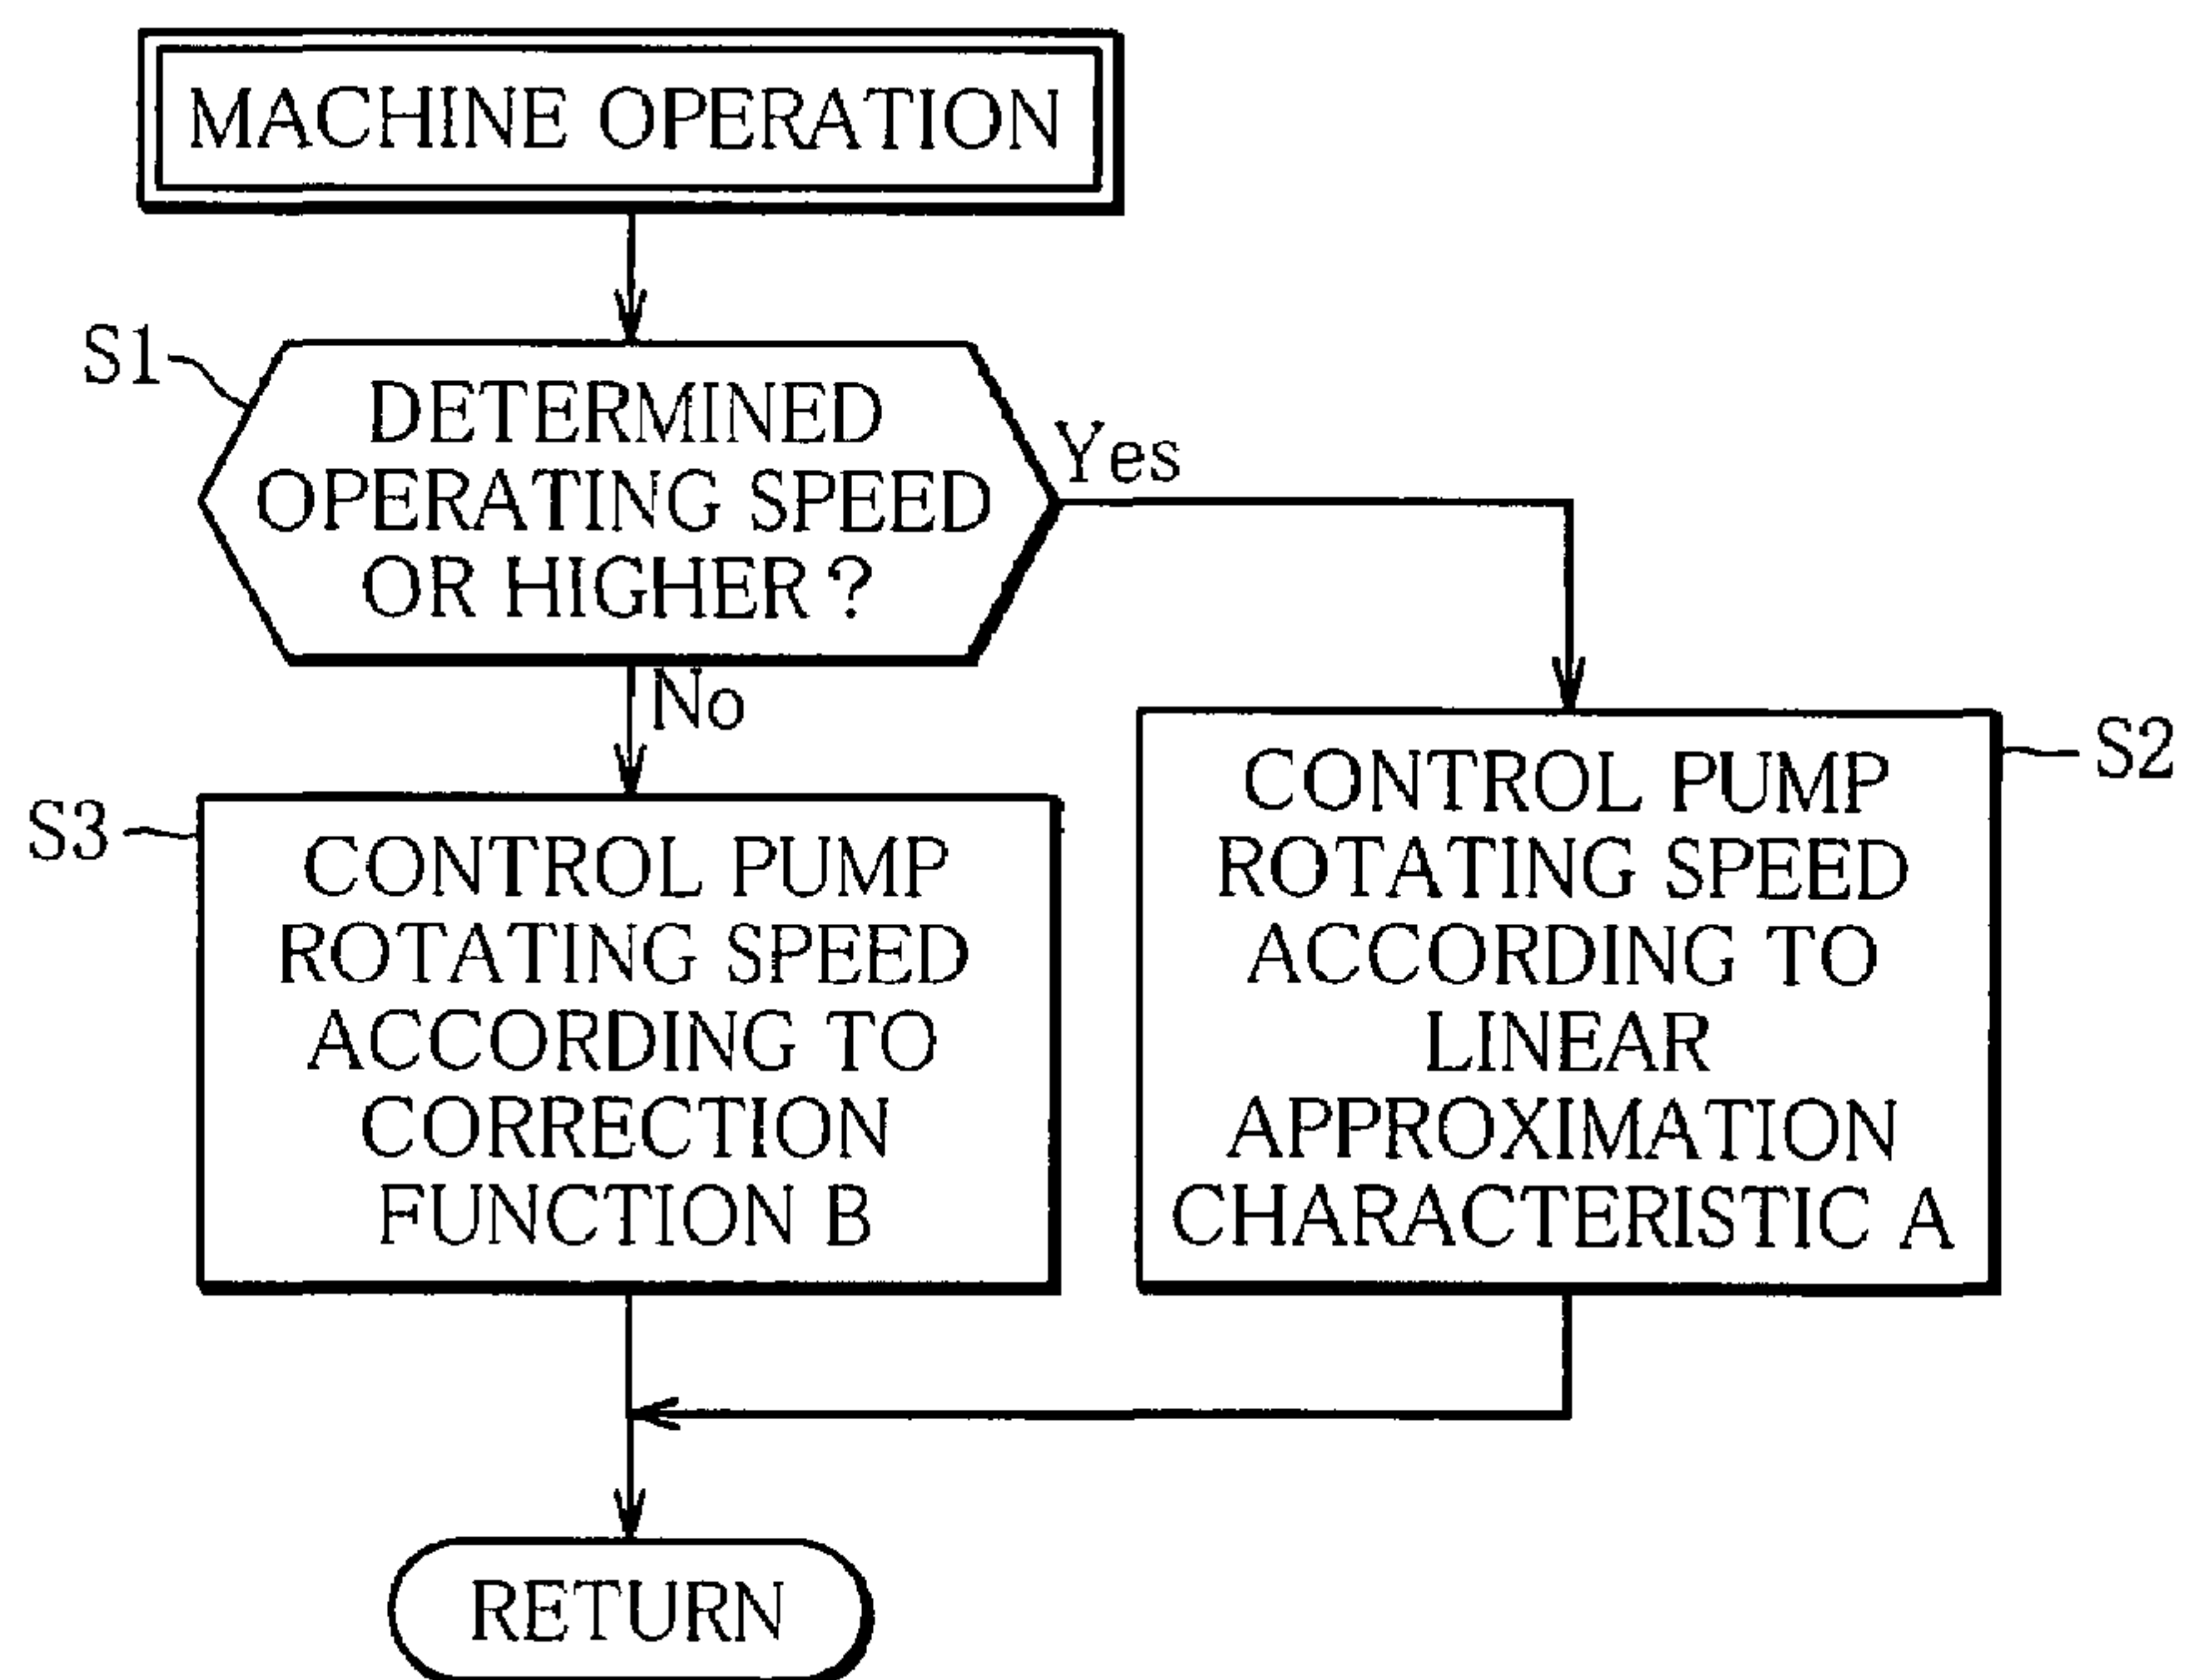 MACHINE OPERATION
S1
DETERMINED
OPERATING SPEED
OR HIGHER ?
Yes
No
S2
CONTROL PUMP
ROTATING SPEED
ACCORDING TO
LINEAR
APPROXIMATION
CHARACTERISTIC A
S3
CONTROL PUMP
ROTATING SPEED
ACCORDING TO
CORRECTION
FUNCTION B
RETURN